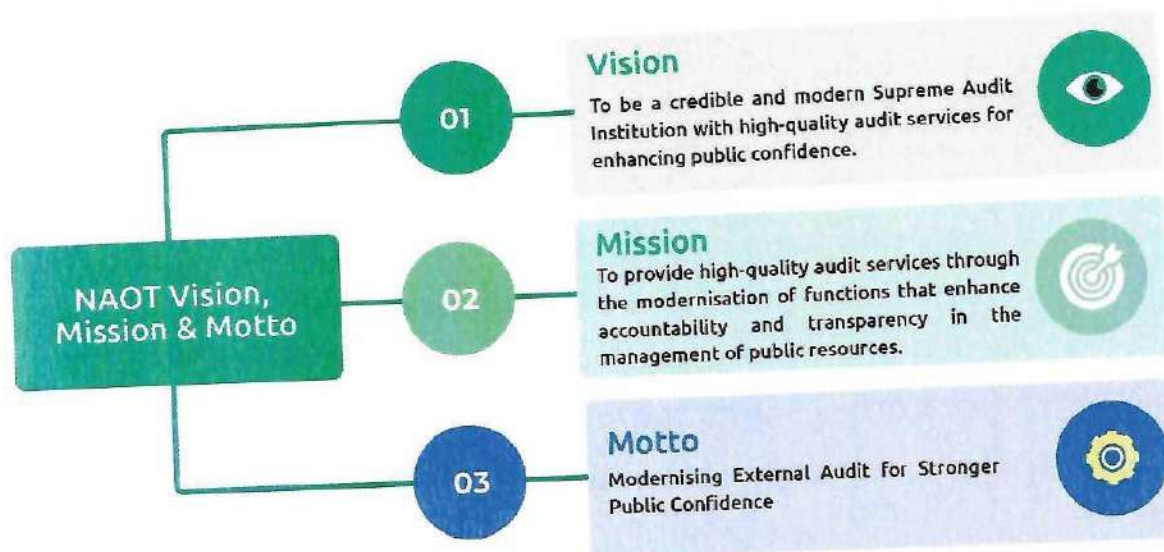 NAOT Vision,
Mission & Motto
01
Vision
To be a credible and modern Supreme Audit
Institution with high-quality audit services for
enhancing public confidence.
02
Mission
To provide high-quality audit services through
the modernisation of functions that enhance
accountability and transparency in the
management of public resources.
03
Motto
Modernising External Audit for Stronger
Public Confidence